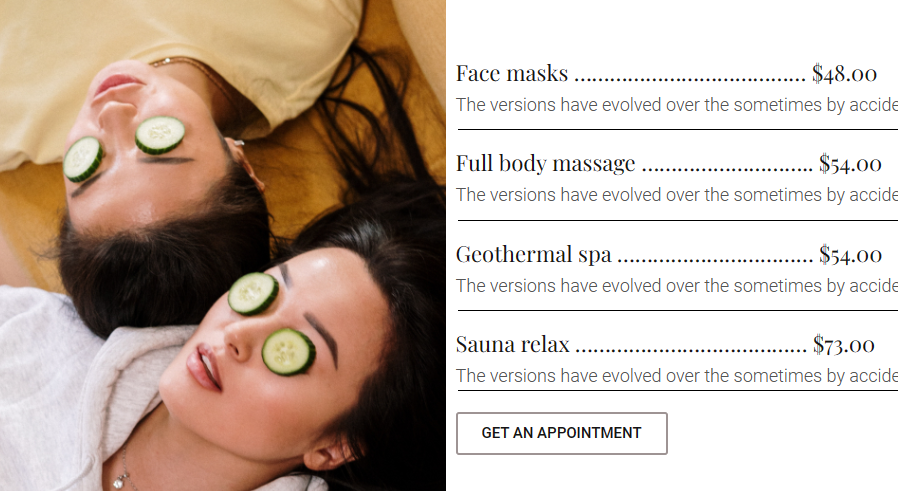 Face masks ...................................... $48.00
The versions have evolved over the sometimes by accide
Full body massage ............................ $54.00
The versions have evolved over the sometimes by accide
Geothermal spa ................................ $54.00
The versions have evolved over the sometimes by accide
Sauna relax ...................................... $73.00
The versions have evolved over the sometimes by accide
GET AN APPOINTMENT